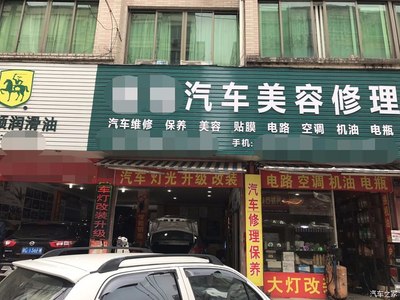 汽车美容修理
润滑油
汽车维修 保养 美容 贴膜 电路 空调 机油 电瓶
手机:
汽车灯光升级改装
电路 空调 机油 电瓶
车灯改装升级
汽车修理保养
大灯改
汽车之家